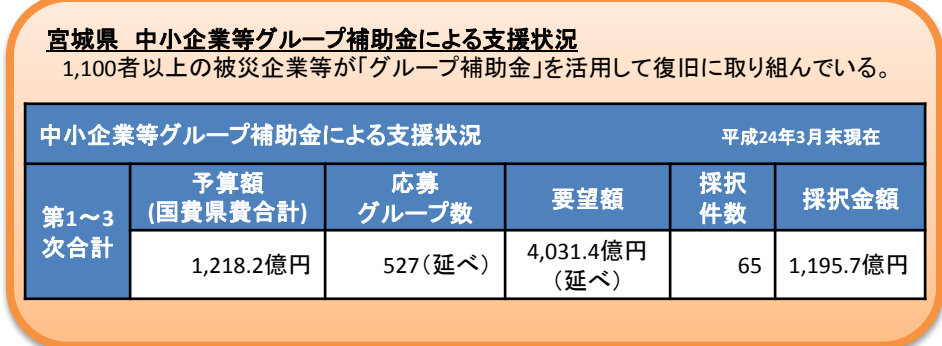 宮城県　中小企業等グループ補助金による支援状況
1,100者以上の被災企業等が「グループ補助金」を活用して復旧に取り組んでいる。
中小企業等グループ補助金による支援状況　平成24年3月末現在
第1～3
次合計
予算額
(国費県費合計)
応募
グループ数
要望額
採択
件数
採択金額
1,218.2億円
527（延べ）
4,031.4億円
（延べ）
65
1,195.7億円